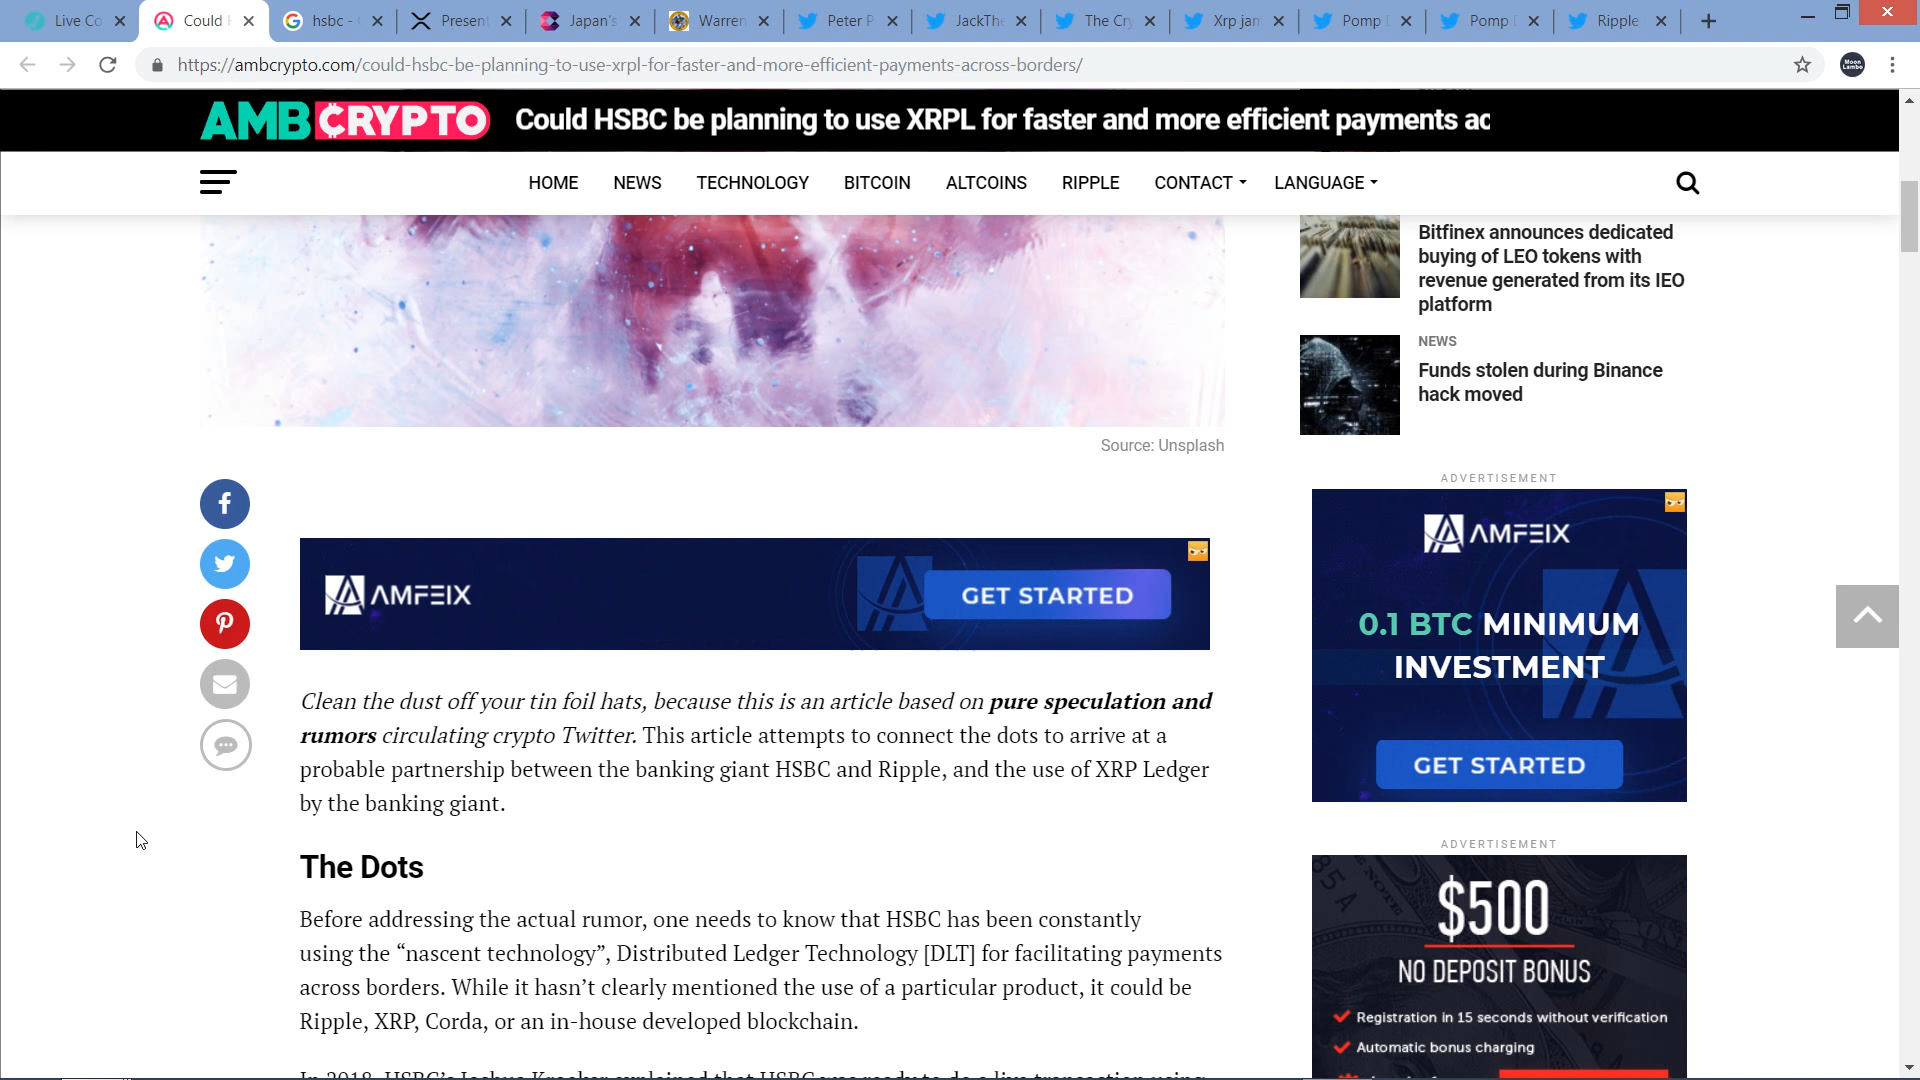 Live Co
Could
hsbc -
Present
Japan's
Warren
Peter P
JackThe
The Cry
Xrp jam
Pomp
Pomp
Ripple
https://ambcrypto.com/could-hsbc-be-planning-to-use-xrpl-for-faster-and-more-efficient-payments-across-borders/
AMBCRYPTO
Could HSBC be planning to use XRPL for faster and more efficient payments ac
HOME
NEWS
TECHNOLOGY
BITCOIN
ALTCOINS
RIPPLE
CONTACT
LANGUAGE
Bitfinex announces dedicated
buying of LEO tokens with
revenue generated from its IEO
platform
NEWS
Funds stolen during Binance
hack moved
Source: Unsplash
ADVERTISEMENT
AMFEIX
0.1 BTC MINIMUM
INVESTMENT
GET STARTED
AMFEIX
GET STARTED
Clean the dust off your tin foil hats, because this is an article based on pure speculation and
rumors circulating crypto Twitter. This article attempts to connect the dots to arrive at a
probable partnership between the banking giant HSBC and Ripple, and the use of XRP Ledger
by the banking giant.
The Dots
Before addressing the actual rumor, one needs to know that HSBC has been constantly
using the “nascent technology”, Distributed Ledger Technology [DLT] for facilitating payments
across borders. While it hasn’t clearly mentioned the use of a particular product, it could be
Ripple, XRP, Corda, or an in-house developed blockchain.
ADVERTISEMENT
$500
NO DEPOSIT BONUS
Registration in 15 seconds without verification
Automatic bonus charging